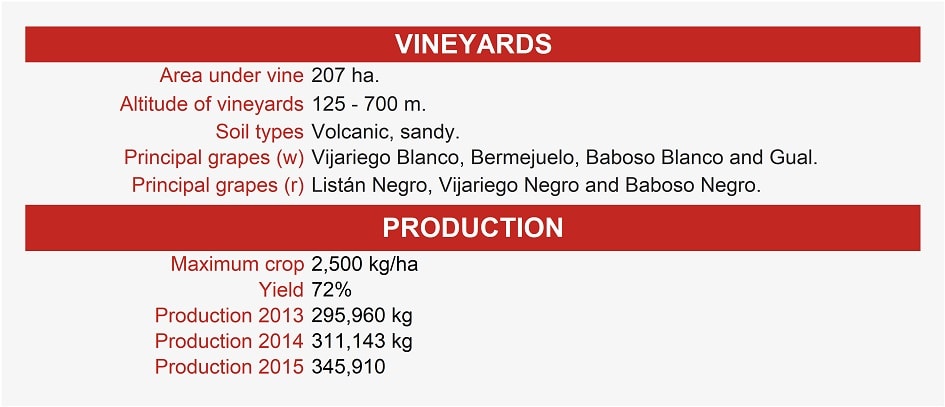 VINEYARDS
Area under vine 207 ha.
Altitude of vineyards 125 - 700 m.
Soil types Volcanic, sandy.
Principal grapes (w) Vijariego Blanco, Bermejuelo, Baboso Blanco and Gual.
Principal grapes (r) Listán Negro, Vijariego Negro and Baboso Negro.
PRODUCTION
Maximum crop 2,500 kg/ha
Yield 72%
Production 2013 295,960 kg
Production 2014 311,143 kg
Production 2015 345,910